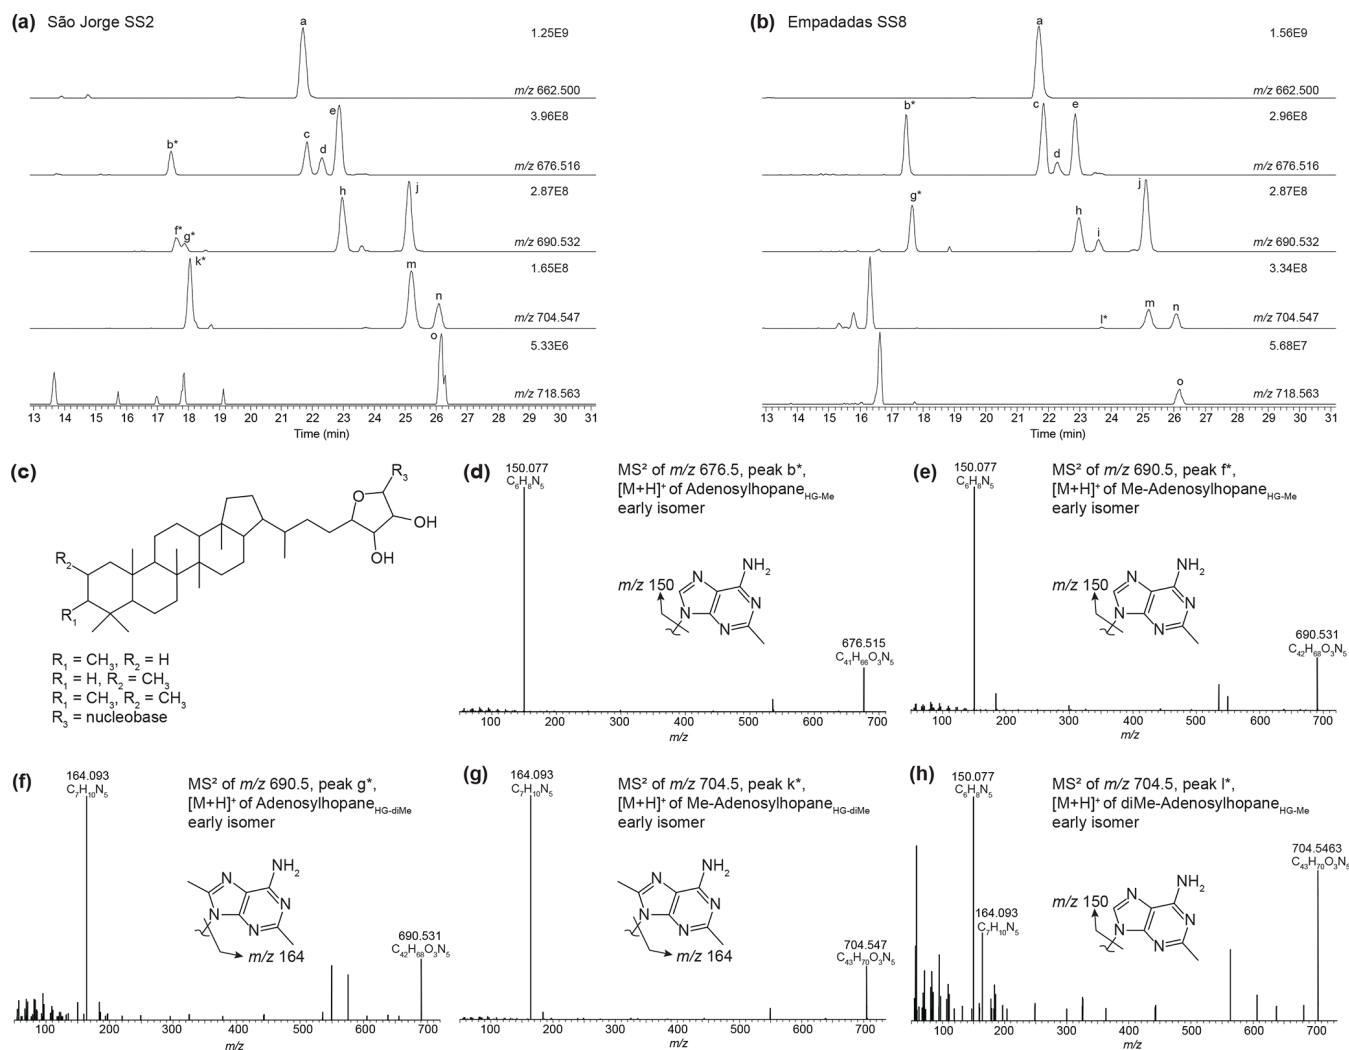 (a) São Jorge SS2
a
1.25E9
m/z 662.500
3.96E8
b*
c
d
e
m/z 676.516
2.87E8
f*
g*
h
j
m/z 690.532
1.65E8
k*
m
n
m/z 704.547
5.33E6
o
m/z 718.563
13 14 15 16 17 18 19 20 21 22 23 24 25 26 27 28 29 30 31
Time (min)
(b) Empadadas SS8
a
1.56E9
m/z 662.500
2.96E8
b*
c
d
e
m/z 676.516
2.87E8
g*
h
i
j
m/z 690.532
3.34E8
l*
m
n
m/z 704.547
5.68E7
o
m/z 718.563
13 14 15 16 17 18 19 20 21 22 23 24 25 26 27 28 29 30 31
Time (min)
(c)
R3
O
OH
OH
R2
R1
R1 = CH3, R2 = H
R1 = H, R2 = CH3
R1 = CH3, R2 = CH3
R3 = nucleobase
(d)
150.077
C6H8N5
MS² of m/z 676.5, peak b*,
[M+H]+ of AdenosylhopaneHG-Me
early isomer
m/z 150
N
NH2
N
N
N
676.515
C41H66O3N5
100 200 300 400 500 600 700
m/z
(e)
150.077
C6H8N5
MS² of m/z 690.5, peak f*,
[M+H]+ of Me-AdenosylhopaneHG-Me
early isomer
m/z 150
N
NH2
N
N
N
690.531
C42H68O3N5
100 200 300 400 500 600 700
m/z
(f)
164.093
C7H10N5
MS² of m/z 690.5, peak g*,
[M+H]+ of AdenosylhopaneHG-diMe
early isomer
NH2
N
N
N
N
m/z 164
690.531
C42H68O3N5
100 200 300 400 500 600 700
m/z
(g)
164.093
C7H10N5
MS² of m/z 704.5, peak k*,
[M+H]+ of Me-AdenosylhopaneHG-diMe
early isomer
NH2
N
N
N
N
m/z 164
704.547
C43H70O3N5
100 200 300 400 500 600 700
m/z
(h)
150.077
C6H8N5
MS² of m/z 704.5, peak l*,
[M+H]+ of diMe-AdenosylhopaneHG-Me
early isomer
704.5463
C43H70O3N5
m/z 150
NH2
N
N
N
N
164.093
C7H10N5
100 200 300 400 500 600 700
m/z